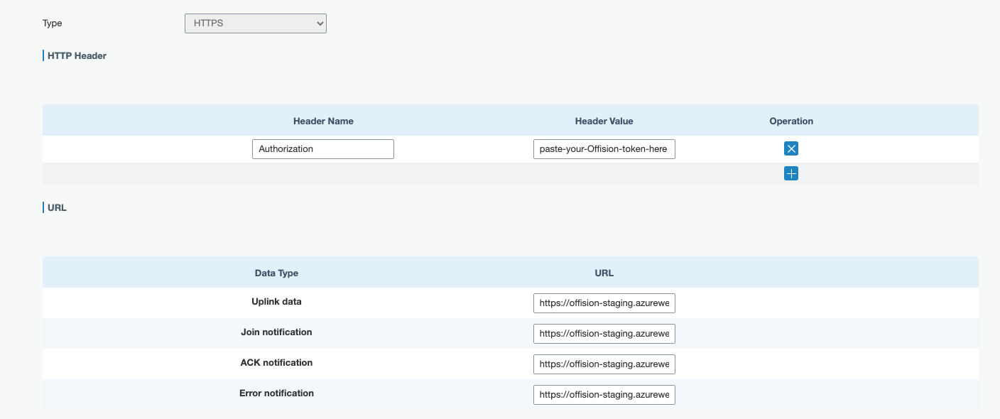 Type HTTPS
HTTP Header
Header Name Header Value Operation
Authorization paste-your-Offision-token-here
URL
Data Type URL
Uplink data https://offision-staging.azurewe
Join notification https://offision-staging.azurewe
ACK notification https://offision-staging.azurewe
Error notification https://offision-staging.azurewe